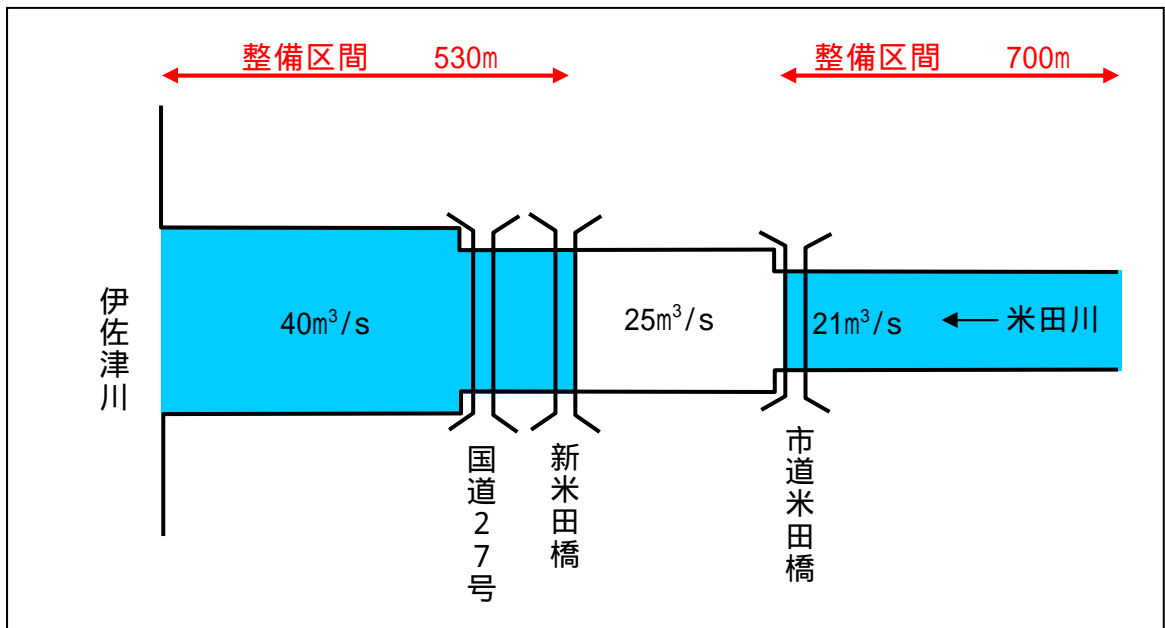 整備区間 530m
整備区間 700m
伊佐津川
40m³/s
25m³/s
21m³/s
米田川
国道27号
新米田橋
市道米田橋